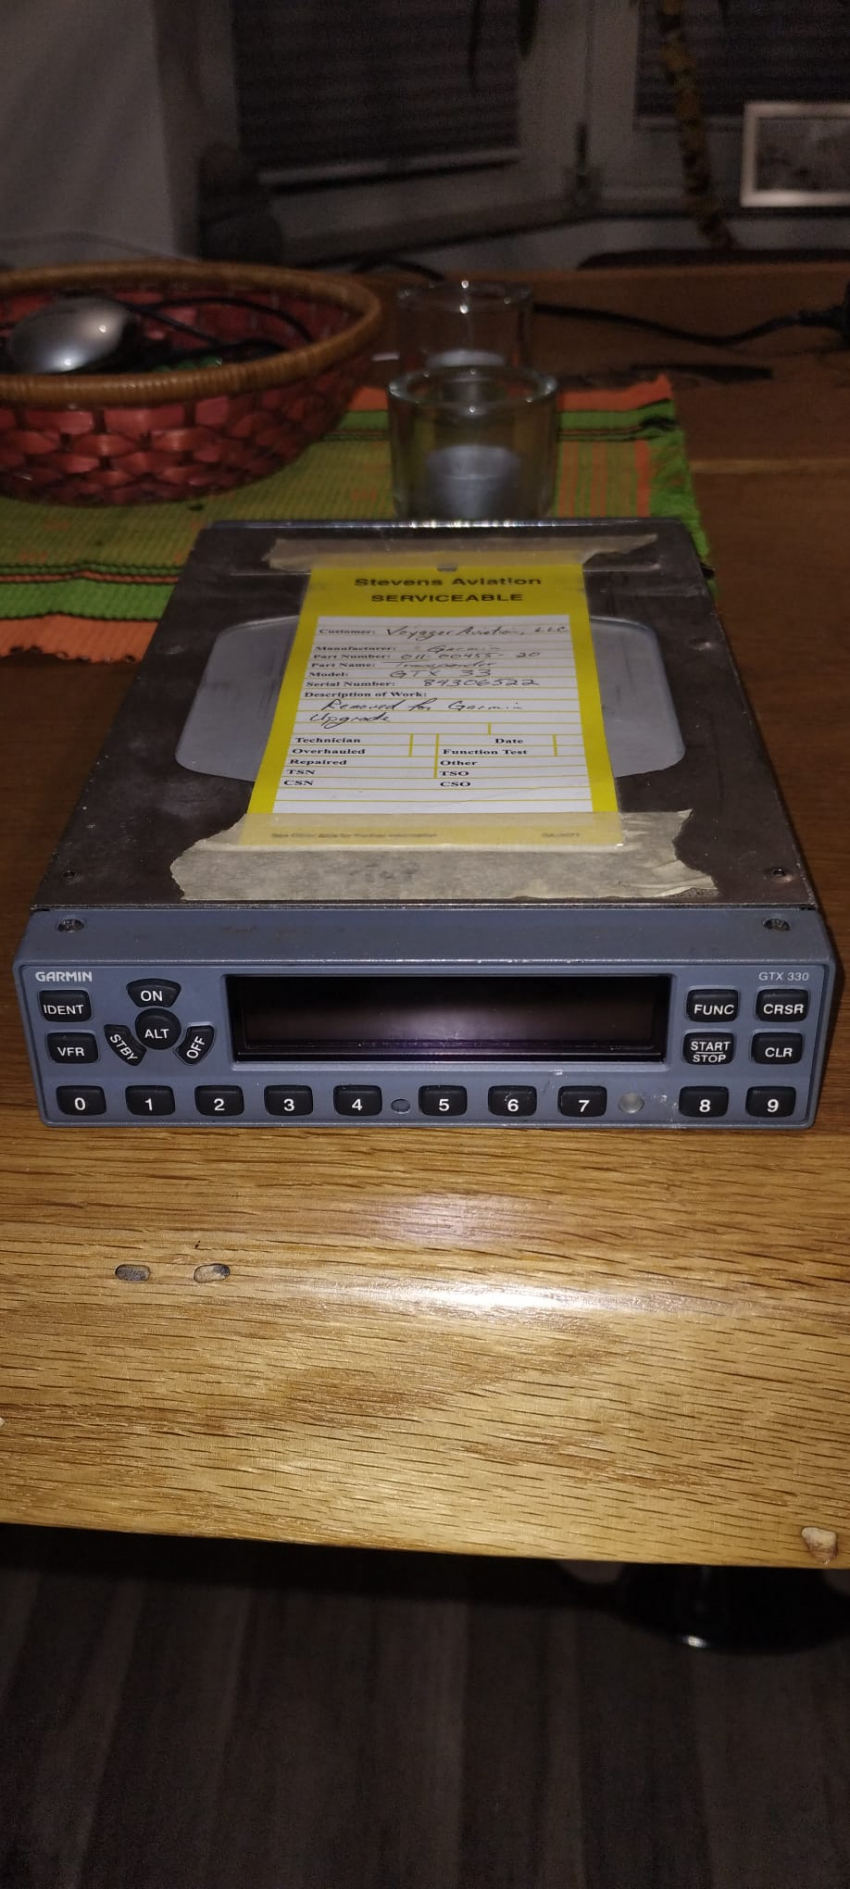 Stevens Aviation
SERVICEABLE
Customer: Voyager Aviation, LLC
Manufacturer: Garmin
Part Number: 011-00455-20
Part Name: Transponder
Model: GTX 33
Serial Number: 84306522
Description of Work:
Removed for Garmin
Upgrade
Technician Date
Overhauled Function Test
Repaired Other
TSN TSO
CSN CSO
GARMIN GTX 330
IDENT ON FUNC CRSR
VFR STBY ALT OFF START STOP CLR
0 1 2 3 4 5 6 7 8 9